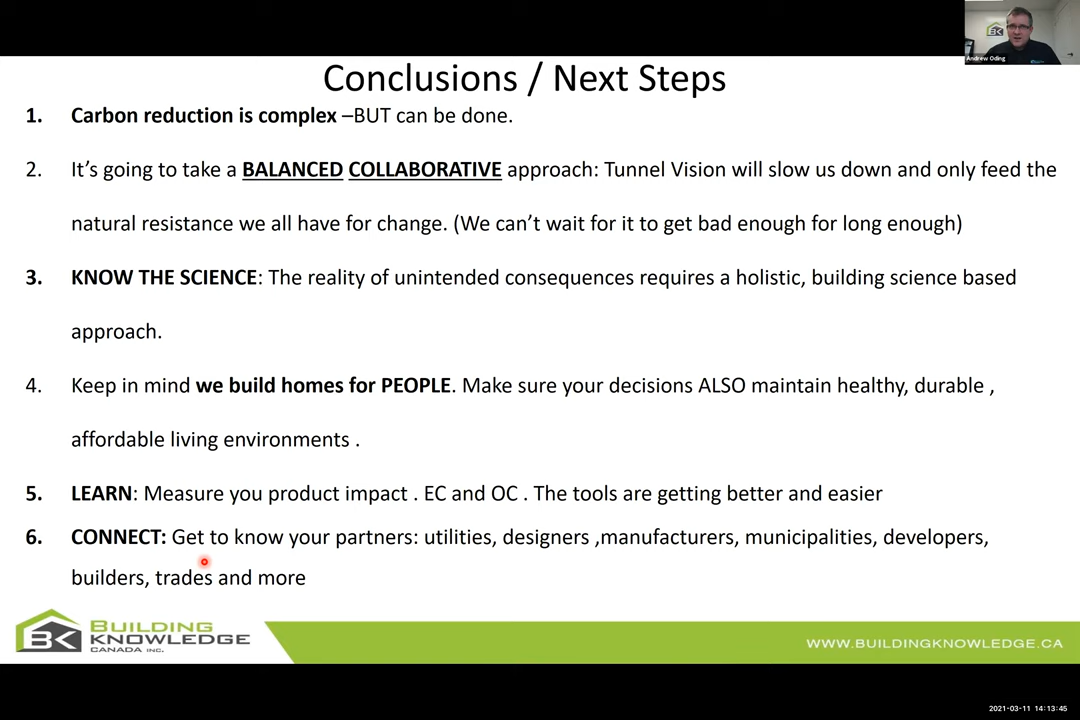 Andrew Oding
Conclusions / Next Steps
1. Carbon reduction is complex –BUT can be done.
2. It’s going to take a BALANCED COLLABORATIVE approach: Tunnel Vision will slow us down and only feed the
natural resistance we all have for change. (We can’t wait for it to get bad enough for long enough)
3. KNOW THE SCIENCE: The reality of unintended consequences requires a holistic, building science based
approach.
4. Keep in mind we build homes for PEOPLE. Make sure your decisions ALSO maintain healthy, durable ,
affordable living environments .
5. LEARN: Measure you product impact . EC and OC . The tools are getting better and easier
6. CONNECT: Get to know your partners: utilities, designers ,manufacturers, municipalities, developers,
builders, trades and more
BK
BUILDING
KNOWLEDGE
CANADA INC.
WWW.BUILDINGKNOWLEDGE.CA
2021-03-11 14:13:45